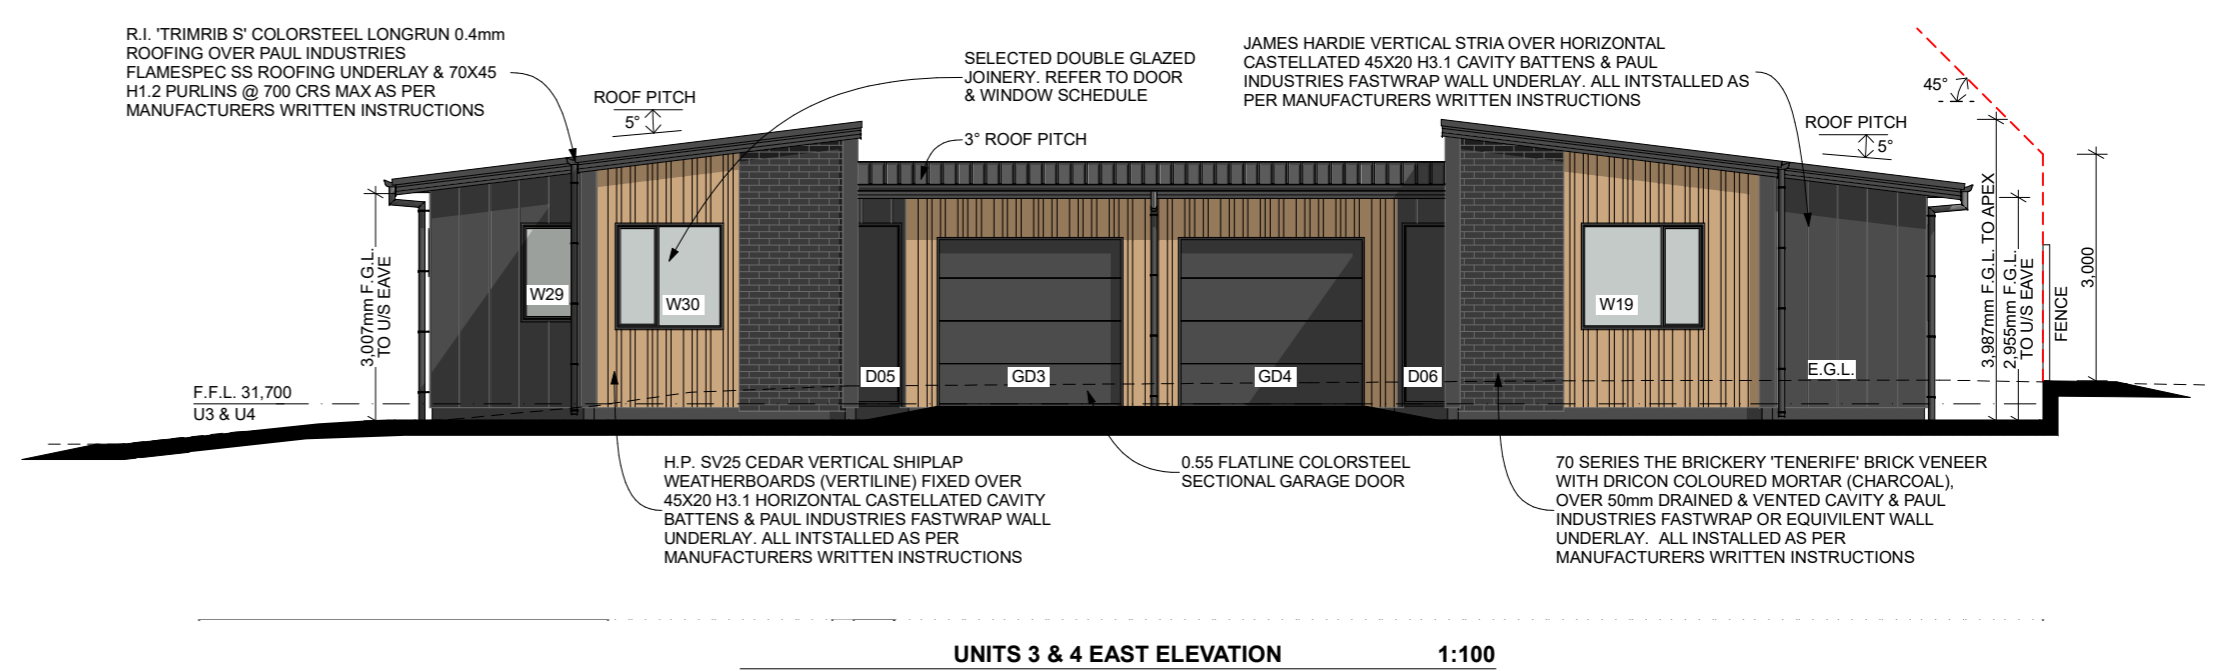 R.I. 'TRIMRIB S' COLORSTEEL LONGRUN 0.4mm
ROOFING OVER PAUL INDUSTRIES
FLAMESPEC SS ROOFING UNDERLAY & 70X45
H1.2 PURLINS @ 700 CRS MAX AS PER
MANUFACTURERS WRITTEN INSTRUCTIONS
ROOF PITCH
5°
SELECTED DOUBLE GLAZED
JOINERY. REFER TO DOOR
& WINDOW SCHEDULE
3° ROOF PITCH
JAMES HARDIE VERTICAL STRIA OVER HORIZONTAL
CASTELLATED 45X20 H3.1 CAVITY BATTENS & PAUL
INDUSTRIES FASTWRAP WALL UNDERLAY. ALL INTSTALLED AS
PER MANUFACTURERS WRITTEN INSTRUCTIONS
ROOF PITCH
5°
45°
3,007mm F.G.L.
TO U/S EAVE
W29
W30
D05
GD3
GD4
D06
W19
E.G.L.
3,987mm F.G.L. TO APEX
2,955mm F.G.L.
TO U/S EAVE
FENCE
3,000
F.F.L. 31,700
U3 & U4
H.P. SV25 CEDAR VERTICAL SHIPLAP
WEATHERBOARDS (VERTILINE) FIXED OVER
45X20 H3.1 HORIZONTAL CASTELLATED CAVITY
BATTENS & PAUL INDUSTRIES FASTWRAP WALL
UNDERLAY. ALL INTSTALLED AS PER
MANUFACTURERS WRITTEN INSTRUCTIONS
0.55 FLATLINE COLORSTEEL
SECTIONAL GARAGE DOOR
70 SERIES THE BRICKERY 'TENERIFE' BRICK VENEER
WITH DRICON COLOURED MORTAR (CHARCOAL),
OVER 50mm DRAINED & VENTED CAVITY & PAUL
INDUSTRIES FASTWRAP OR EQUIVILENT WALL
UNDERLAY. ALL INSTALLED AS PER
MANUFACTURERS WRITTEN INSTRUCTIONS
UNITS 3 & 4 EAST ELEVATION 1:100